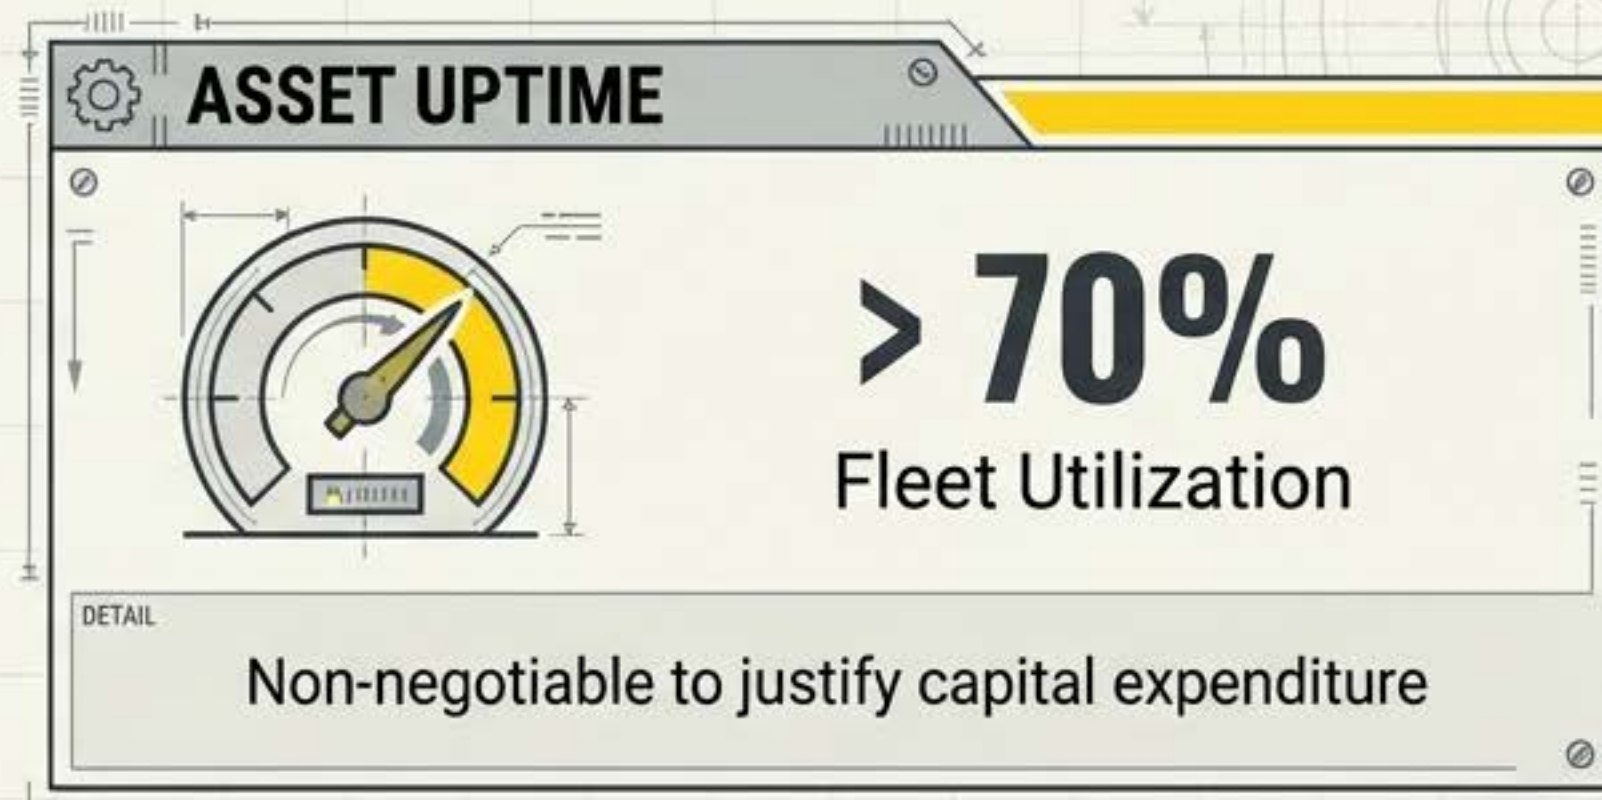 ASSET UPTIME
> 70%
Fleet Utilization
DETAIL
Non-negotiable to justify capital expenditure